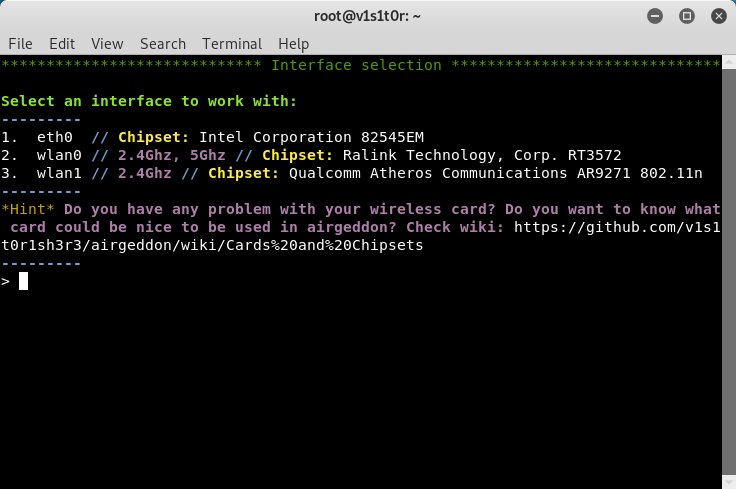 root@v1s1t0r: ~
File Edit View Search Terminal Help
***************************** Interface selection ******************************
Select an interface to work with:
---------
1.  eth0  // Chipset: Intel Corporation 82545EM
2.  wlan0 // 2.4Ghz, 5Ghz // Chipset: Ralink Technology, Corp. RT3572
3.  wlan1 // 2.4Ghz // Chipset: Qualcomm Atheros Communications AR9271 802.11n
---------
*Hint* Do you have any problem with your wireless card? Do you want to know what
 card could be nice to be used in airgeddon? Check wiki: https://github.com/v1s1
t0r1sh3r3/airgeddon/wiki/Cards%20and%20Chipsets
---------
>